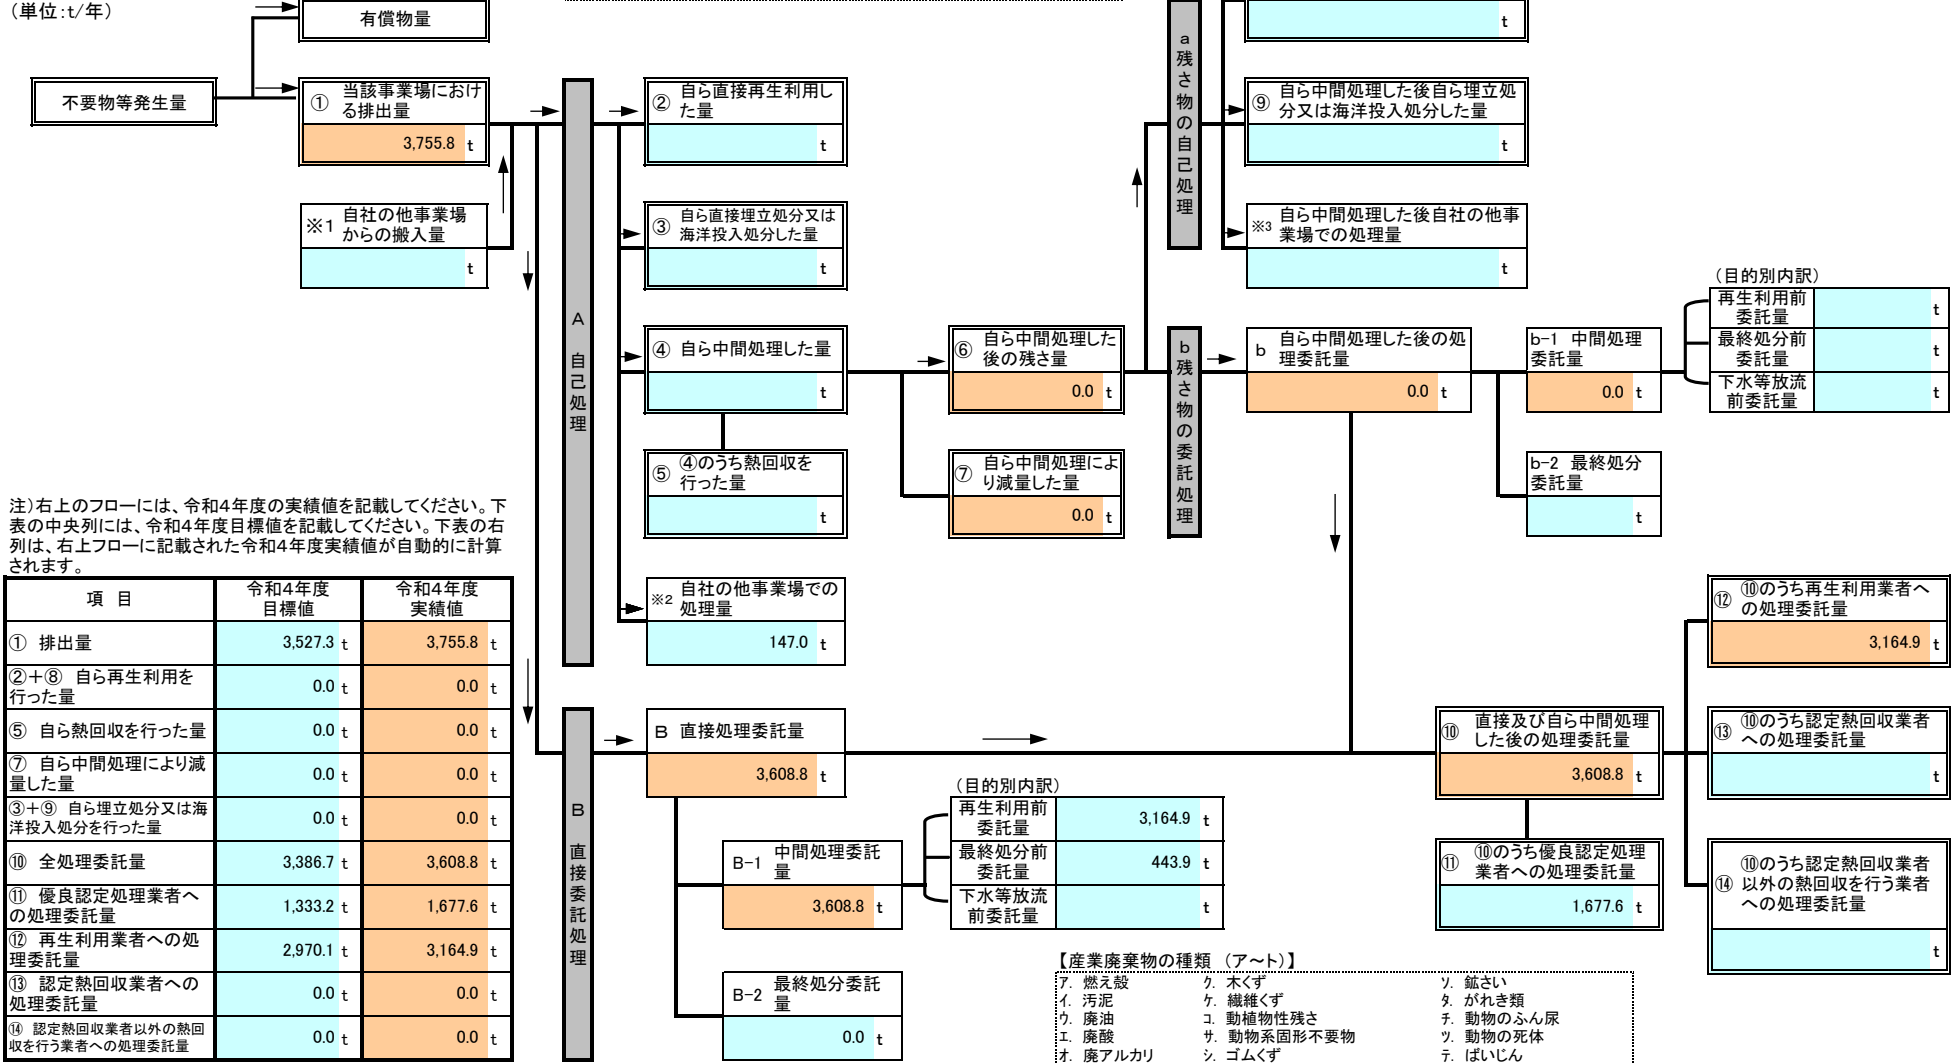 （単位:t/年）
有償物量
t
不要物等発生量
① 当該事業場におけ
る排出量
3,755.8 t
② 自ら直接再生利用し
た量
t
⑨ 自ら中間処理した後自ら埋立処
分又は海洋投入処分した量
t
a
残
さ
物
の
自
己
処
理
※1 自社の他事業場
からの搬入量
t
③ 自ら直接埋立処分又は
海洋投入処分した量
t
※3 自ら中間処理した後自社の他事
業場での処理量
t
A
自
己
処
理
④ 自ら中間処理した量
t
⑥ 自ら中間処理した
後の残さ量
0.0 t
b
残
さ
物
の
委
託
処
理
b 自ら中間処理した後の処
理委託量
0.0 t
b-1 中間処理
委託量
0.0 t
（目的別内訳）
再生利用前
委託量 t
最終処分前
委託量 t
下水等放流
前委託量 t
⑤ ④のうち熱回収を
行った量
t
⑦ 自ら中間処理によ
り減量した量
0.0 t
b-2 最終処分
委託量
t
注）右上のフローには、令和４年度の実績値を記載してください。下
表の中央列には、令和４年度目標値を記載してください。下表の右
列は、右上フローに記載された令和４年度実績値が自動的に計算
されます。
※2 自社の他事業場での
処理量
147.0 t
項 目 令和４年度 令和４年度
目標値 実績値
① 排出量 3,527.3 t 3,755.8 t
②＋⑧ 自ら再生利用を
行った量 0.0 t 0.0 t
⑤ 自ら熱回収を行った量 0.0 t 0.0 t
⑦ 自ら中間処理により減
量した量 0.0 t 0.0 t
③＋⑨ 自ら埋立処分又は海
洋投入処分を行った量 0.0 t 0.0 t
⑩ 全処理委託量 3,386.7 t 3,608.8 t
⑪ 優良認定処理業者へ
の処理委託量 1,333.2 t 1,677.6 t
⑫ 再生利用業者への処
理委託量 2,970.1 t 3,164.9 t
⑬ 認定熱回収業者への
処理委託量 0.0 t 0.0 t
⑭ 認定熱回収業者以外の熱回
収を行う業者への処理委託量 0.0 t 0.0 t
B
直
接
委
託
処
理
B 直接処理委託量
3,608.8 t
B-1 中間処理委託
量
3,608.8 t
（目的別内訳）
再生利用前
委託量 3,164.9 t
最終処分前
委託量 443.9 t
下水等放流
前委託量 t
B-2 最終処分委託
量
0.0 t
⑩ 直接及び自ら中間処理
した後の処理委託量
3,608.8 t
⑪ ⑩のうち優良認定処理
業者への処理委託量
1,677.6 t
⑫ ⑩のうち再生利用業者へ
の処理委託量
3,164.9 t
⑬ ⑩のうち認定熱回収業者
への処理委託量
t
⑭ ⑩のうち認定熱回収業者
以外の熱回収を行う業者
への処理委託量
t
【産業廃棄物の種類 （ア～ト）】
ｱ. 燃え殻 ｸ. 木くず ｿ. 鉱さい
ｲ. 汚泥 ｹ. 繊維くず ﾀ. がれき類
ｳ. 廃油 ｺ. 動植物性残さ ﾁ. 動物のふん尿
ｴ. 廃酸 ｻ. 動物系固形不要物 ﾂ. 動物の死体
ｵ. 廃アルカリ ｼ. ゴムくず ﾃ. ばいじん